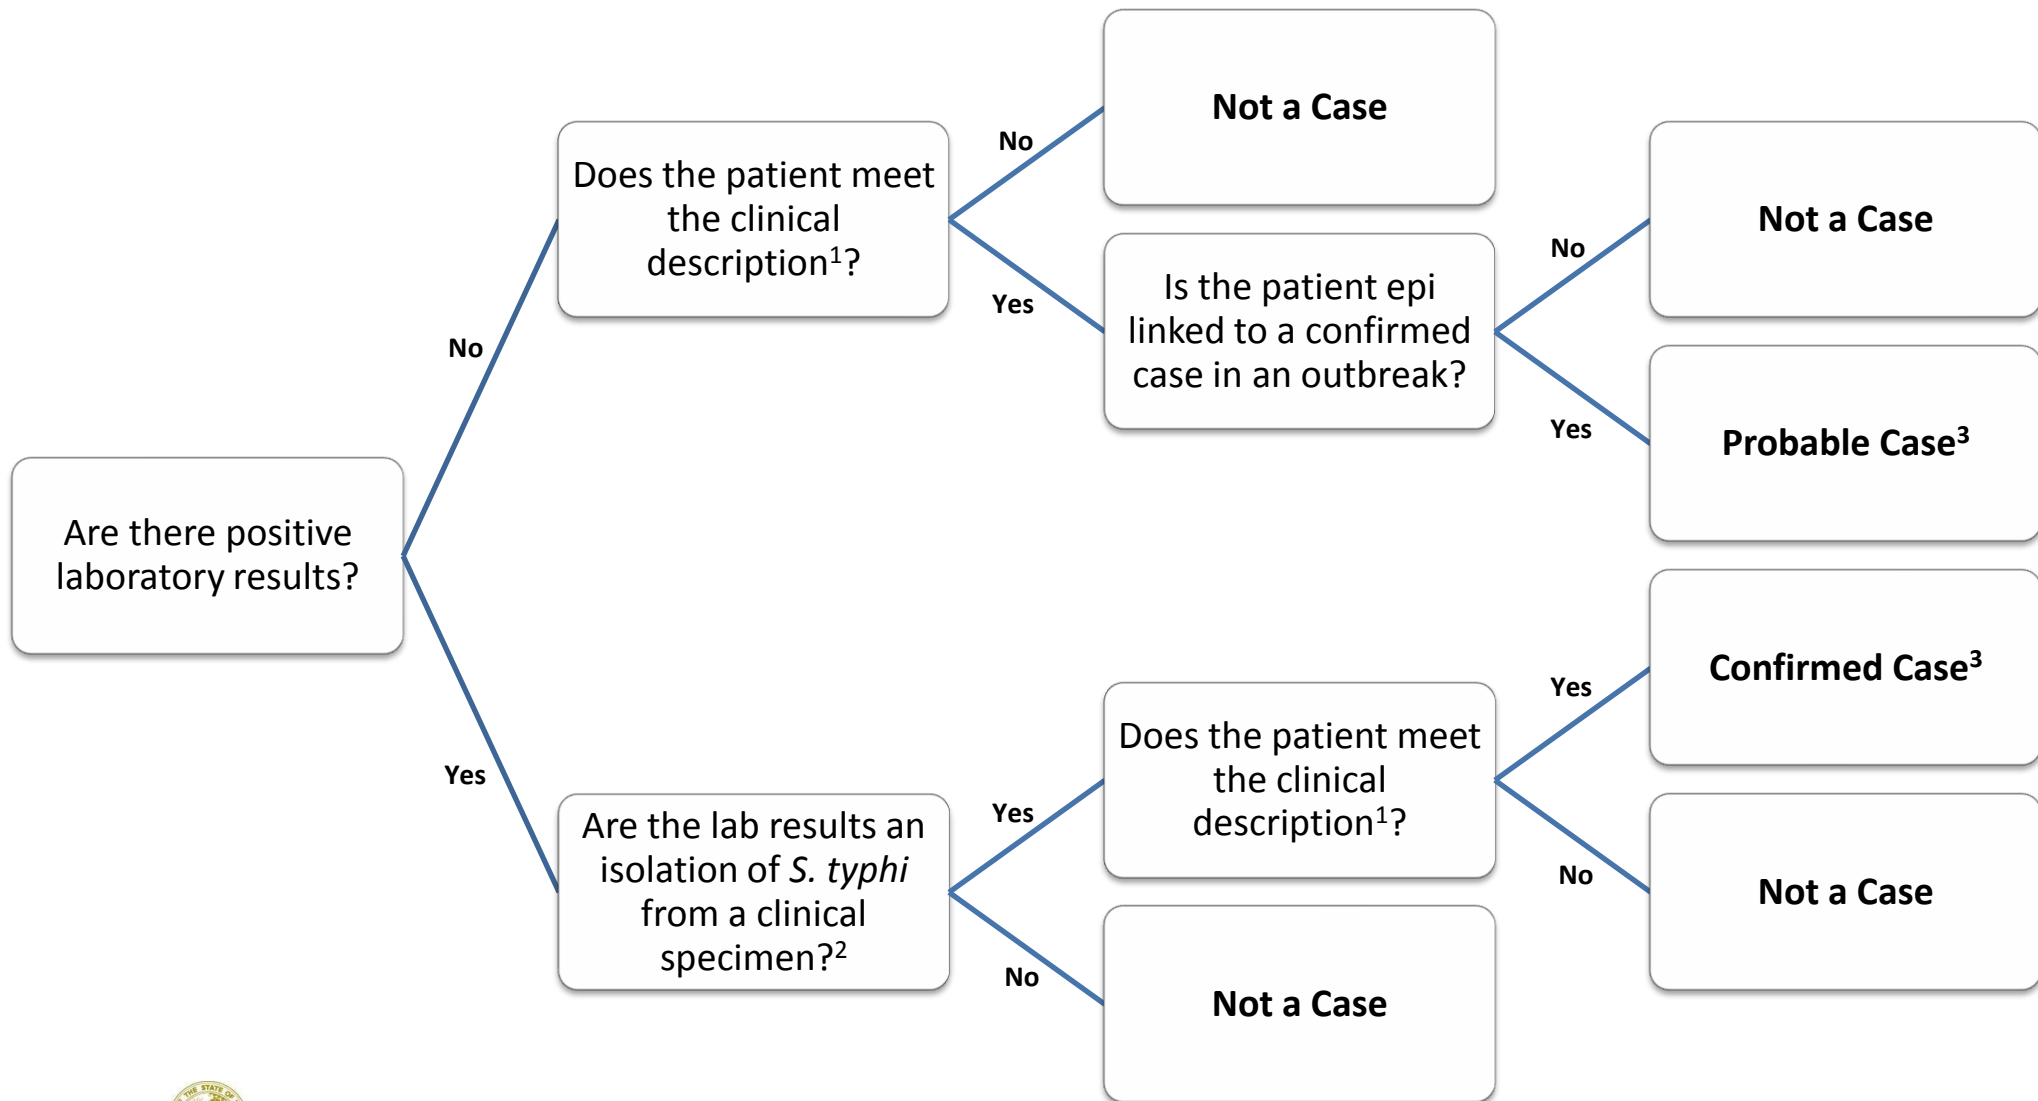 Are there positive
laboratory results?
No
Yes
Does the patient meet
the clinical
description¹?
No
Yes
Not a Case
Is the patient epi
linked to a confirmed
case in an outbreak?
No
Yes
Not a Case
Probable Case³
Are the lab results an
isolation of S. typhi
from a clinical
specimen?²
Yes
No
Does the patient meet
the clinical
description¹?
Yes
No
Confirmed Case³
Not a Case
Not a Case
THE STATE OF